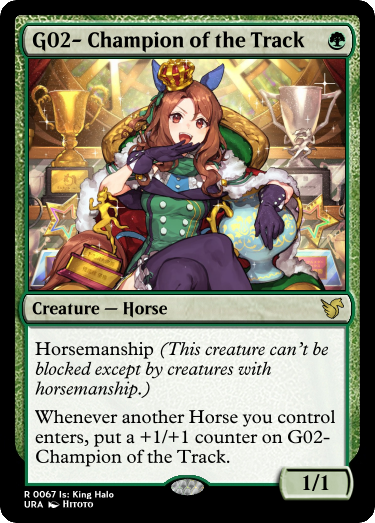 G02- Champion of the Track
Creature — Horse
Horsemanship (This creature can't be
blocked except by creatures with
horsemanship.)
Whenever another Horse you control
enters, put a +1/+1 counter on G02-
Champion of the Track.
1/1
R 0067 Is: King Halo
URA Hitoto